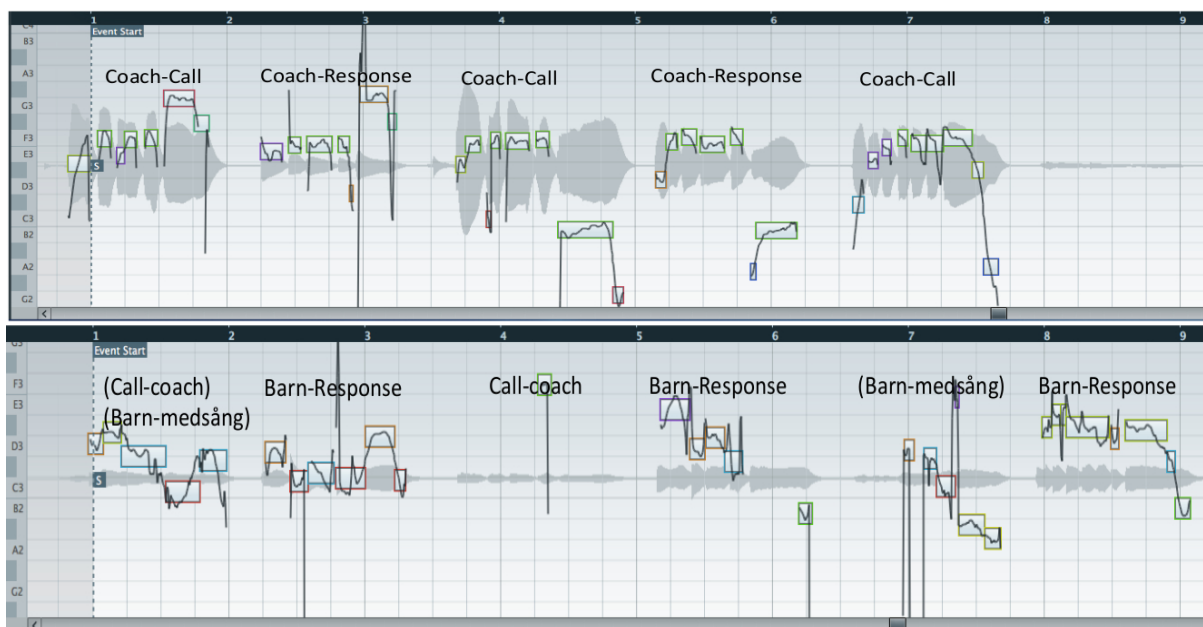 1 2 3 4 5 6 7 8 9
Event Start
B3
A3
G3
F3
E3
D3
C3
B2
A2
G2
Coach-Call
Coach-Response
Coach-Call
Coach-Response
Coach-Call
S
1 2 3 4 5 6 7 8 9
Event Start
F3
E3
D3
C3
B2
A2
G2
(Call-coach)
(Barn-medsång)
Barn-Response
Call-coach
Barn-Response
(Barn-medsång)
Barn-Response
S